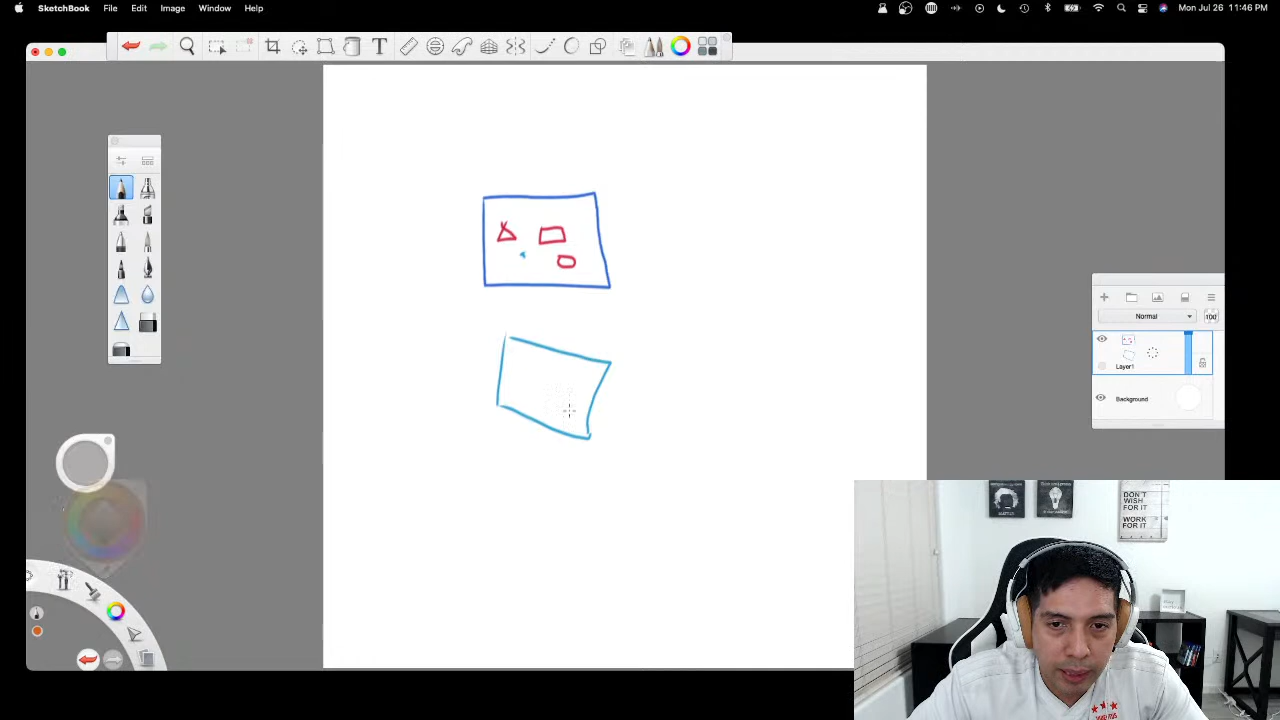 SketchBook File Edit Image Window Help
Mon Jul 26 11:46 PM
T
Normal
100
Layer1
Background
DON'T
WISH
FOR IT
WORK
FOR IT